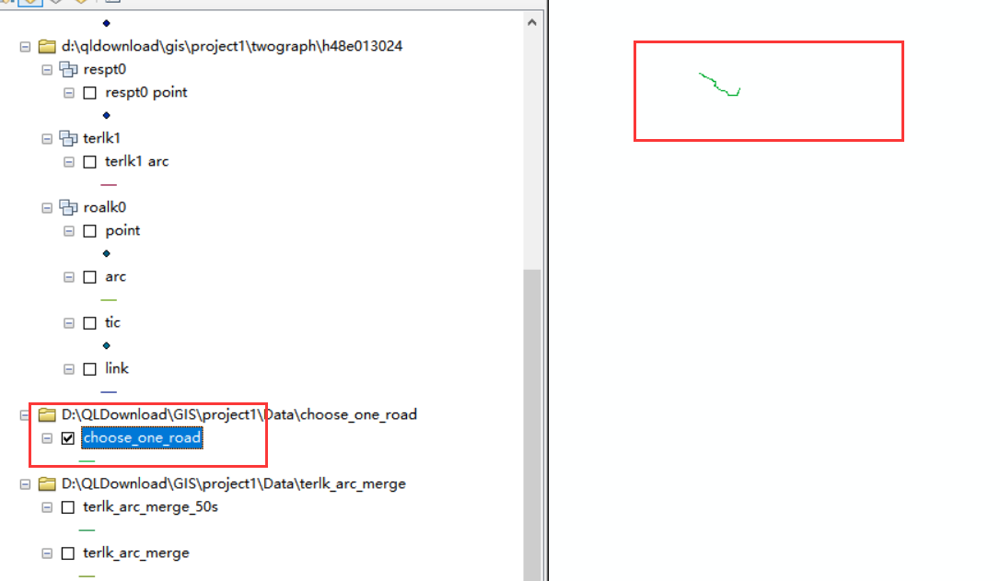 d:\qldownload\gis\project1\twograph\h48e013024
respt0
respt0 point
terlk1
terlk1 arc
roalk0
point
arc
tic
link
D:\QLDownload\GIS\project1\Data\choose_one_road
choose_one_road
D:\QLDownload\GIS\project1\Data\terlk_arc_merge
terlk_arc_merge_50s
terlk_arc_merge